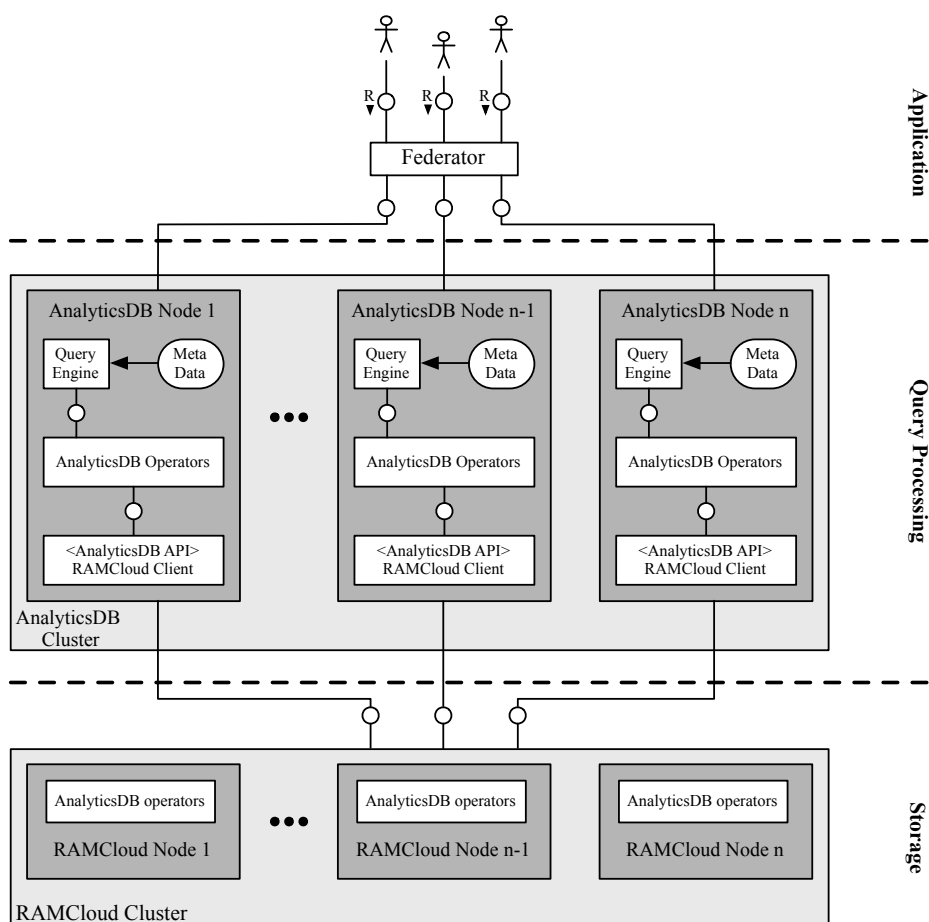 R
R
R
Federator
Application
AnalyticsDB Node 1
AnalyticsDB Node n-1
AnalyticsDB Node n
Query
Engine
Meta
Data
Query
Engine
Meta
Data
Query
Engine
Meta
Data
AnalyticsDB Operators
AnalyticsDB Operators
AnalyticsDB Operators
<AnalyticsDB API>
RAMCloud Client
<AnalyticsDB API>
RAMCloud Client
<AnalyticsDB API>
RAMCloud Client
AnalyticsDB
Cluster
Query Processing
AnalyticsDB operators
AnalyticsDB operators
AnalyticsDB operators
RAMCloud Node 1
RAMCloud Node n-1
RAMCloud Node n
RAMCloud Cluster
Storage